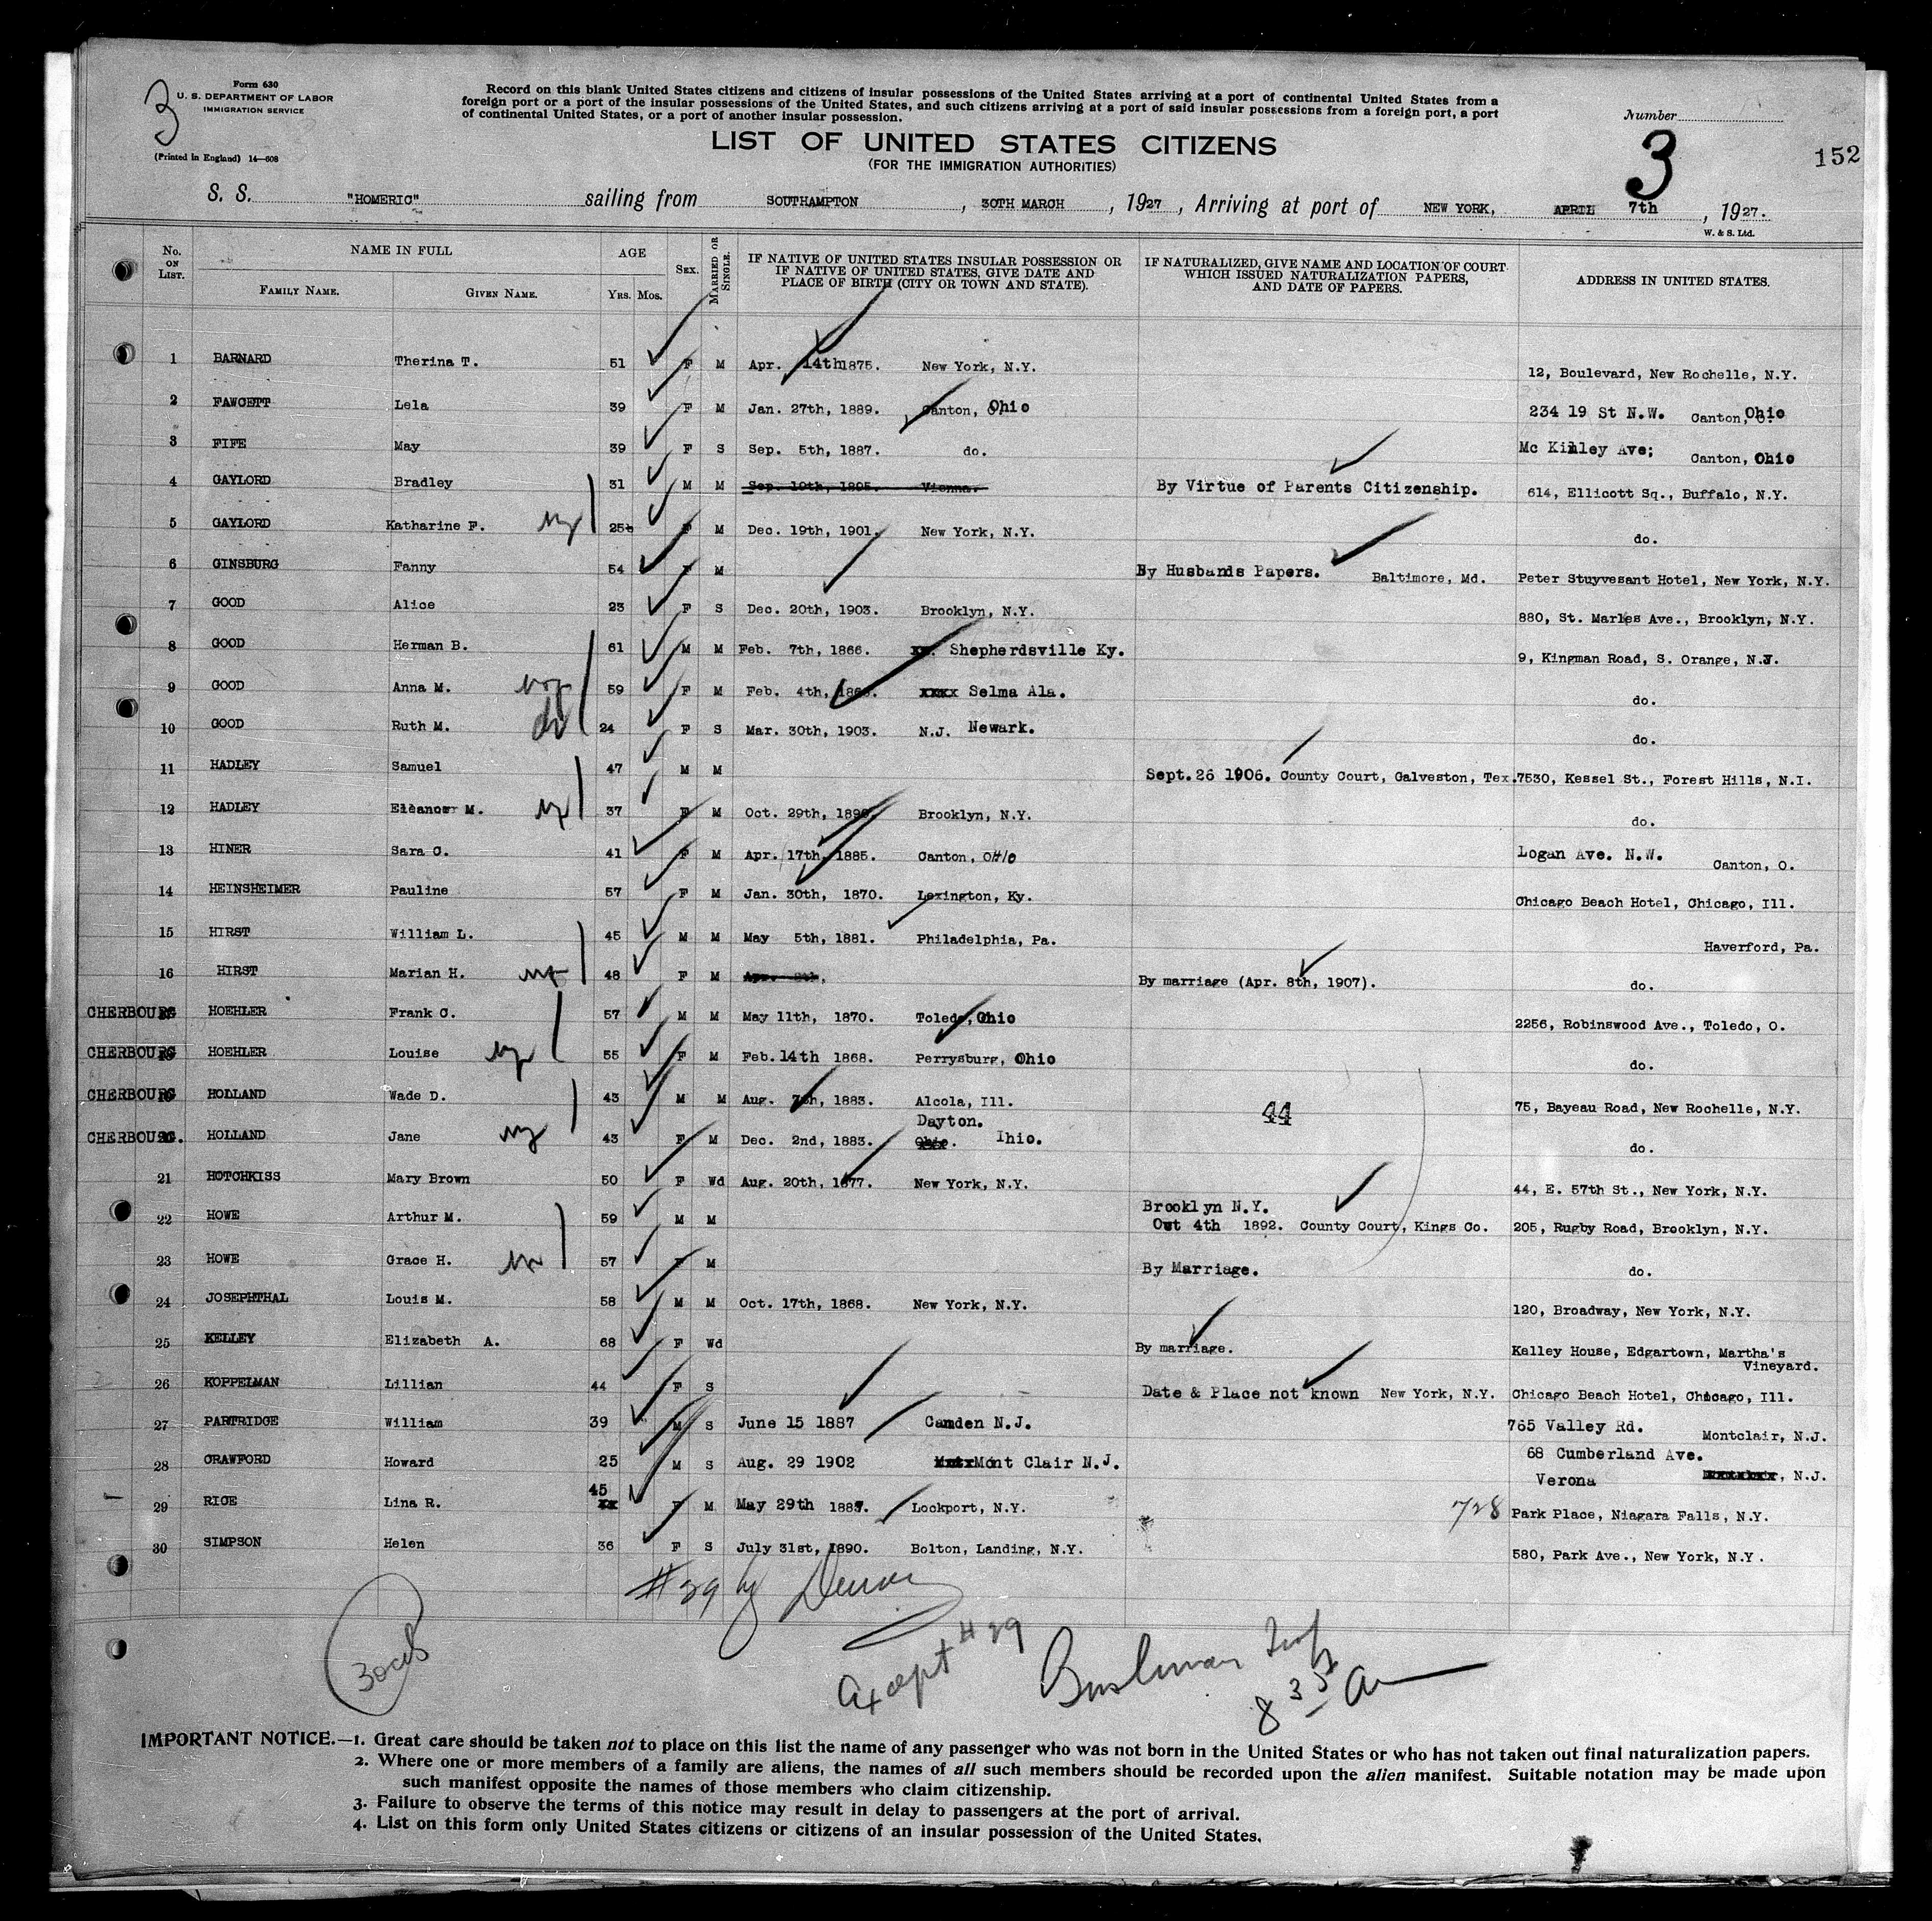 3
Form 630
U. S. DEPARTMENT OF LABOR
IMMIGRATION SERVICE
(Printed in England) 14—608
Record on this blank United States citizens and citizens of insular possessions of the United States arriving at a port of continental United States from a
foreign port or a port of the insular possessions of the United States, and such citizens arriving at a port of said insular possessions from a foreign port, a port
of continental United States, or a port of another insular possession.
Number
3
152
LIST OF UNITED STATES CITIZENS
(FOR THE IMMIGRATION AUTHORITIES)
S. S. "HOMERIC" sailing from SOUTHAMPTON, 30TH MARCH, 1927, Arriving at port of NEW YORK, APRIL 7th, 1927.
W. & S. Ltd.
No. ON LIST. NAME IN FULL FAMILY NAME. GIVEN NAME. AGE YRS. MOS. SEX. MARRIED OR SINGLE. IF NATIVE OF UNITED STATES INSULAR POSSESSION OR IF NATIVE OF UNITED STATES, GIVE DATE AND PLACE OF BIRTH (CITY OR TOWN AND STATE). IF NATURALIZED, GIVE NAME AND LOCATION OF COURT WHICH ISSUED NATURALIZATION PAPERS, AND DATE OF PAPERS. ADDRESS IN UNITED STATES.
1 BARNARD Therina T. 51 F M Apr. 14th 1875. New York, N.Y. 12, Boulevard, New Rochelle, N.Y.
2 FAWCETT Lela 39 F M Jan. 27th, 1889. Canton, Ohio 234 19 St N.W. Canton, Ohio
3 FIFE May 39 F S Sep. 5th, 1887. do. Mc Kinley Ave; Canton, Ohio
4 GAYLORD Bradley 31 M M Sep. 19th, 1895. Vienna. By Virtue of Parents Citizenship. 614, Ellicott Sq., Buffalo, N.Y.
5 GAYLORD Katharine F. 25 F M Dec. 19th, 1901. New York, N.Y. do.
6 GINSBURG Fanny 54 F M By Husbands Papers. Baltimore, Md. Peter Stuyvesant Hotel, New York, N.Y.
7 GOOD Alice 23 F S Dec. 20th, 1903. Brooklyn, N.Y. 880, St. Marks Ave., Brooklyn, N.Y.
8 GOOD Herman B. 61 M M Feb. 7th, 1866. Shepherdsville Ky. 9, Kingman Road, S. Orange, N.J.
9 GOOD Anna M. 59 F M Feb. 4th, Selma Ala. do.
10 GOOD Ruth M. 24 F S Mar. 30th, 1903. N.J. Newark. do.
11 HADLEY Samuel 47 M M Sept. 26 1906. County Court, Galveston, Tex. 7530, Kessel St., Forest Hills, N.I.
12 HADLEY Eleanor M. 37 F M Oct. 29th, Brooklyn, N.Y. do.
13 HINER Sara C. 41 F M Apr. 17th, 1885. Canton, OHIO Logan Ave. N.W. Canton, O.
14 HEINSHEIMER Pauline 57 F M Jan. 30th, 1870. Lexington, Ky. Chicago Beach Hotel, Chicago, Ill.
15 HIRST William L. 45 M M May 5th, 1881. Philadelphia, Pa. Haverford, Pa.
16 HIRST Marian H. 48 F M Apr. 8th, By marriage (Apr. 8th, 1907). do.
CHERBOURG HOEHLER Frank C. 57 M M May 11th, 1870. Toledo, Ohio 2256, Robinswood Ave., Toledo, O.
CHERBOURG HOEHLER Louise 55 F M Feb. 14th 1868. Perrysburg, Ohio do.
CHERBOURG HOLLAND Wade D. 43 M M Aug. 7th, 1883. Alcola, Ill. 44 75, Bayeau Road, New Rochelle, N.Y.
CHERBOURG. HOLLAND Jane 43 F M Dec. 2nd, 1883. Dayton. Ihio. do.
21 HOTCHKISS Mary Brown 50 F Wd Aug. 20th, 1877. New York, N.Y. 44, E. 57th St., New York, N.Y.
22 HOWE Arthur M. 59 M M Brooklyn N.Y. Oct 4th 1892. County Court, Kings Co. 205, Rugby Road, Brooklyn, N.Y.
23 HOWE Grace H. 57 F M By Marriage. do.
24 JOSEPHTHAL Louis M. 58 M M Oct. 17th, 1868. New York, N.Y. 120, Broadway, New York, N.Y.
25 KELLEY Elizabeth A. 68 F Wd By marriage. Kelley House, Edgartown, Martha's Vineyard.
26 KOPPELMAN Lillian 44 F S Date & Place not known New York, N.Y. Chicago Beach Hotel, Chicago, Ill.
27 PARTRIDGE William 39 M S June 15 1887 Camden N.J. 765 Valley Rd. Montclair, N.J.
28 CRAWFORD Howard 25 M S Aug. 29 1902 Mont Clair N.J. 68 Cumberland Ave. Verona, N.J.
29 RICE Lina R. 45 xx F M May 29th 1887. Lockport, N.Y. 728 Park Place, Niagara Falls, N.Y.
30 SIMPSON Helen 36 F S July 31st, 1890. Bolton, Landing, N.Y. 580, Park Ave., New York, N.Y.
#29 by
Except #29
8 35 A
IMPORTANT NOTICE.—1. Great care should be taken not to place on this list the name of any passenger who was not born in the United States or who has not taken out final naturalization papers.
2. Where one or more members of a family are aliens, the names of all such members should be recorded upon the alien manifest. Suitable notation may be made upon
such manifest opposite the names of those members who claim citizenship.
3. Failure to observe the terms of this notice may result in delay to passengers at the port of arrival.
4. List on this form only United States citizens or citizens of an insular possession of the United States.